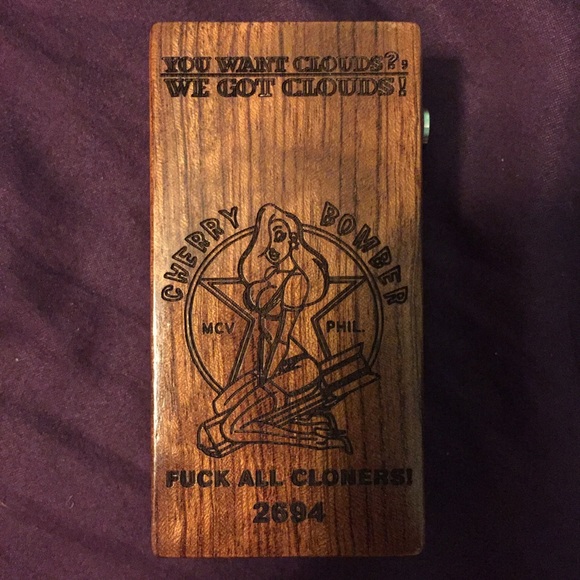 YOU WANT CLOUDS?,,
WE GOT CLOUDS!
CHERRY BOMBER
MCV PHIL.
FUCK ALL CLONERS!
2694